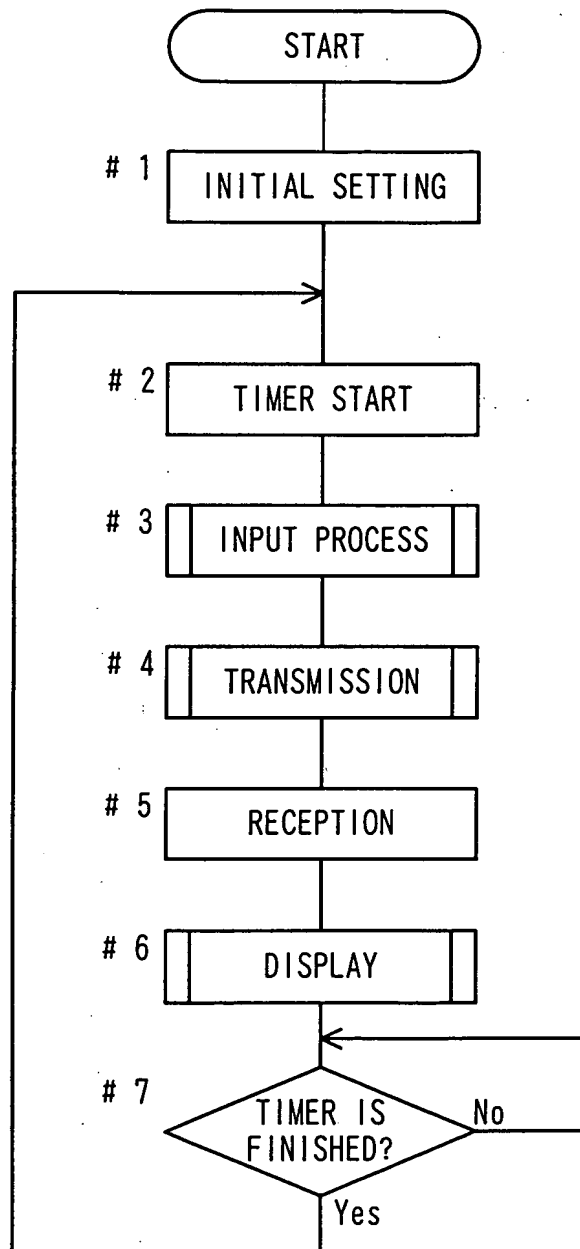 START
# 1
INITIAL SETTING
# 2
TIMER START
# 3
INPUT PROCESS
# 4
TRANSMISSION
# 5
RECEPTION
# 6
DISPLAY
# 7
TIMER IS
FINISHED?
No
Yes